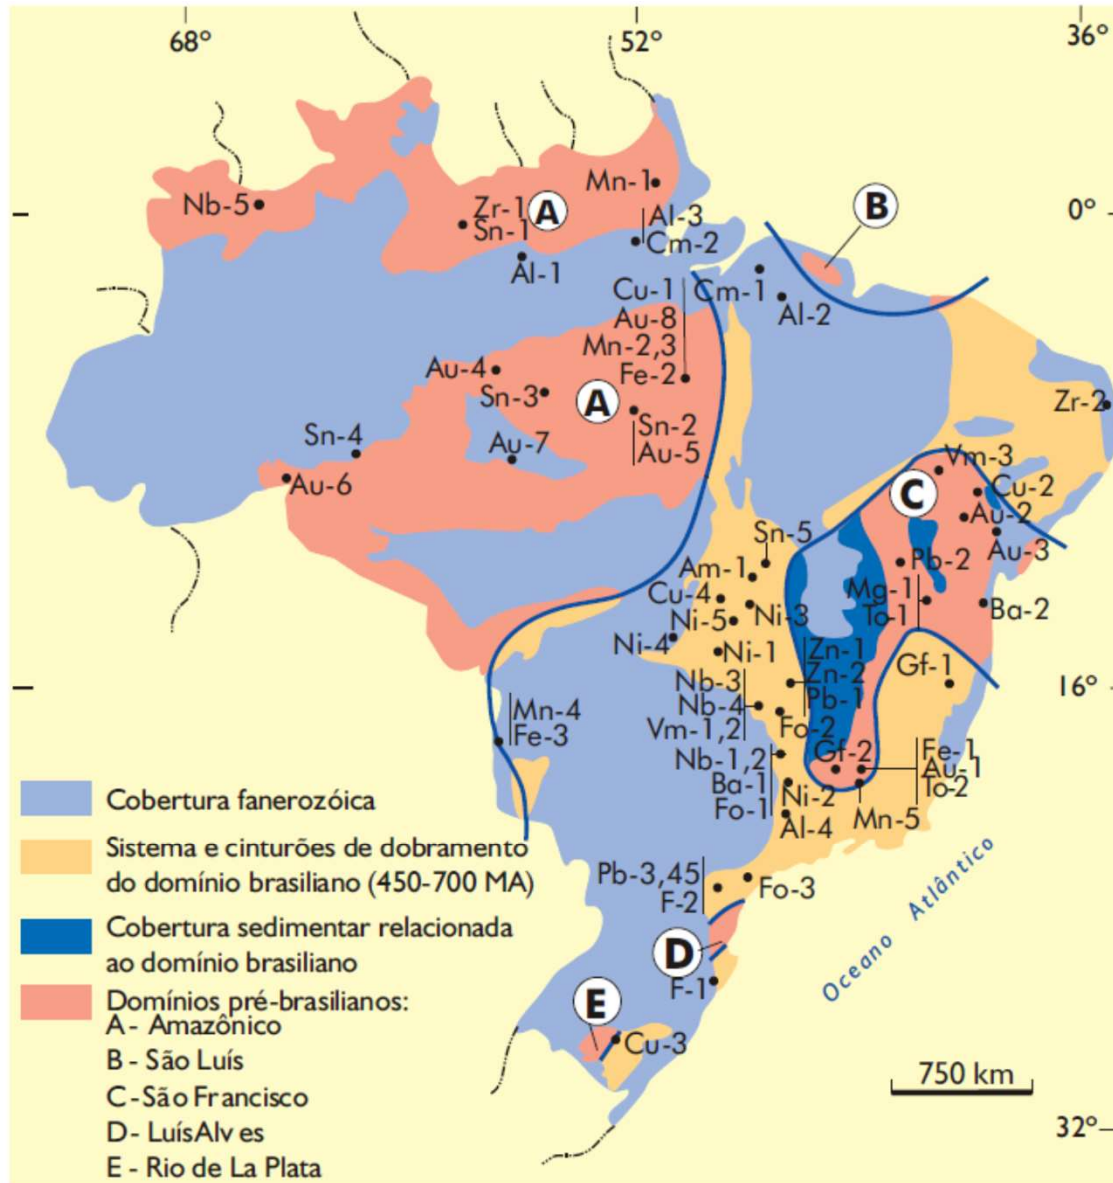 68º
52º
36º
Mn-1
Nb-5
Zr-1
Sn-1
A
B
0º
Al-3
Cm-2
Al-1
Cu-1
Au-8
Mn-2,3
Fe-2
Cm-1
Al-2
Au-4
Sn-3
A
Zr-2
Sn-2
Au-5
Sn-4
Au-7
Au-6
Vm-3
C
Cu-2
Au-2
Au-3
Sn-5
Am-1
Pb-2
Cu-4
Mg-1
To-1
Ba-2
Ni-5
Ni-3
Ni-4
Ni-1
Zn-1
Zn-2
Pb-1
Gf-1
16º
Nb-3
Nb-4
Vm-1,2
Fo-2
Mn-4
Fe-3
Nb-1,2
Ba-1
Fo-1
Gf-2
Fe-1
Au-1
To-2
Ni-2
Al-4
Mn-5
Cobertura fanerozóica
Sistema e cinturões de dobramento
do domínio brasiliano (450-700 MA)
Pb-3,45
F-2
Fo-3
Oceano Atlântico
Cobertura sedimentar relacionada
ao domínio brasiliano
D
F-1
E
Domínios pré-brasilianos:
A - Amazônico
B - São Luís
C -São Francisco
D- LuísAlv es
E - Rio de La Plata
Cu-3
750 km
32º